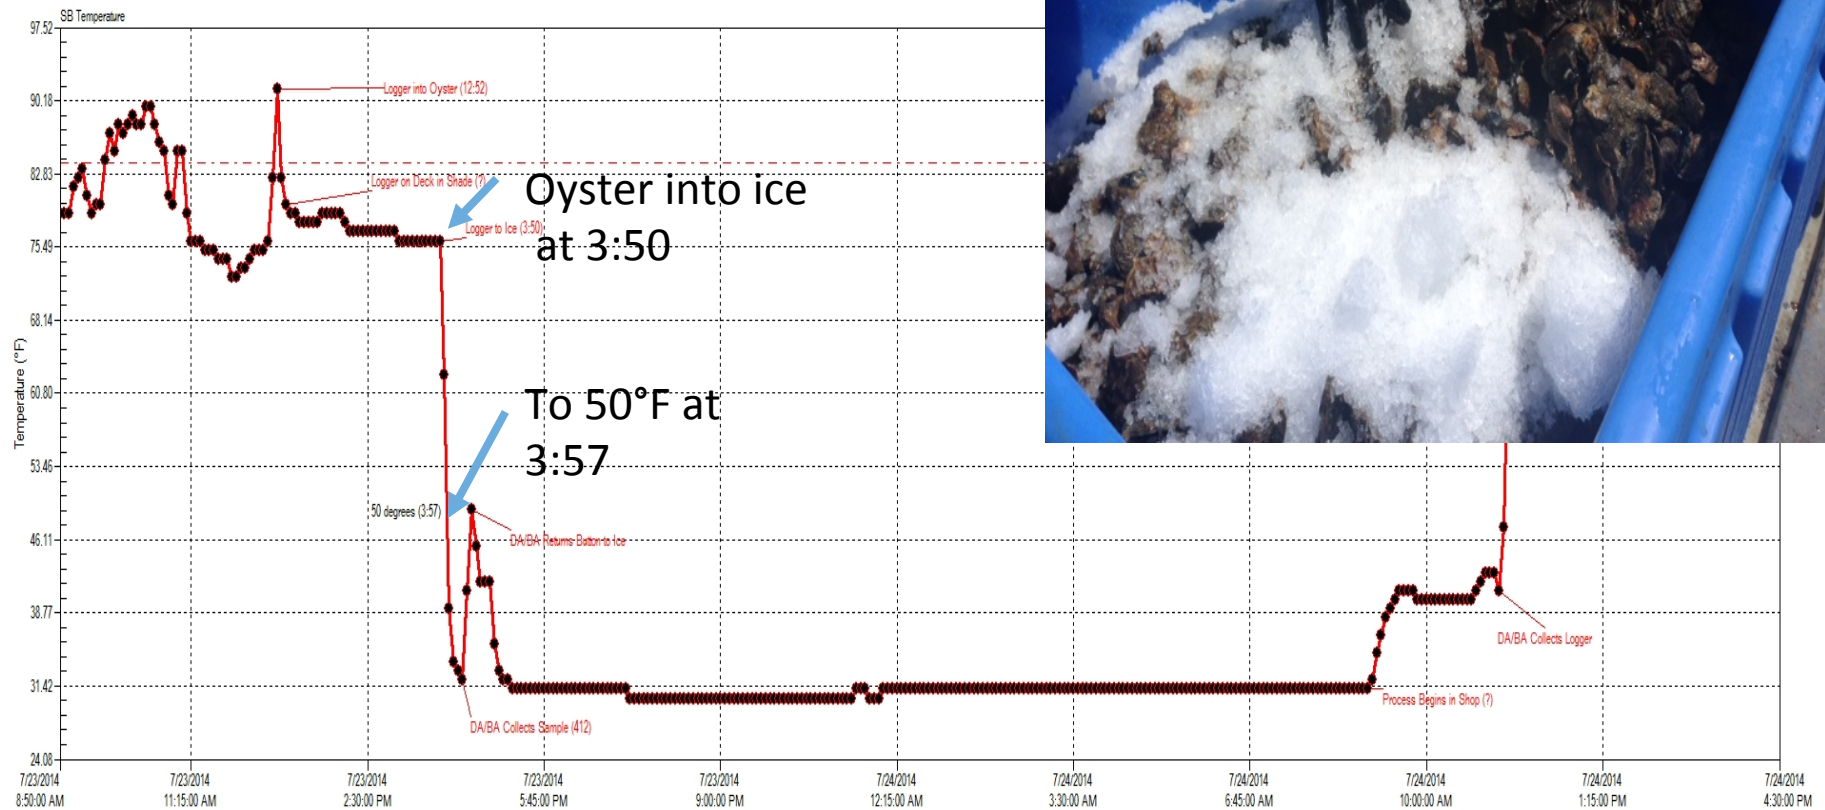 SB Temperature
97.52
90.18
82.83
75.49
68.14
60.80
53.46
46.11
38.77
31.42
24.08
Temperature (°F)
Logger into Oyster (12:52)
Logger on Deck in Shade (?)
Logger to Ice (3:50)
Oyster into ice
at 3:50
To 50°F at
3:57
50 degrees (3:57)
DA/BA Returns Button to Ice
DA/BA Collects Sample (412)
DA/BA Collects Logger
Process Begins in Shop (?)
7/23/2014 7/23/2014 7/23/2014 7/23/2014 7/23/2014 7/24/2014 7/24/2014 7/24/2014 7/24/2014 7/24/2014 7/24/2014
8:50:00 AM 11:15:00 AM 2:30:00 PM 5:45:00 PM 9:00:00 PM 12:15:00 AM 3:30:00 AM 6:45:00 AM 10:00:00 AM 1:15:00 PM 4:30:00 PM